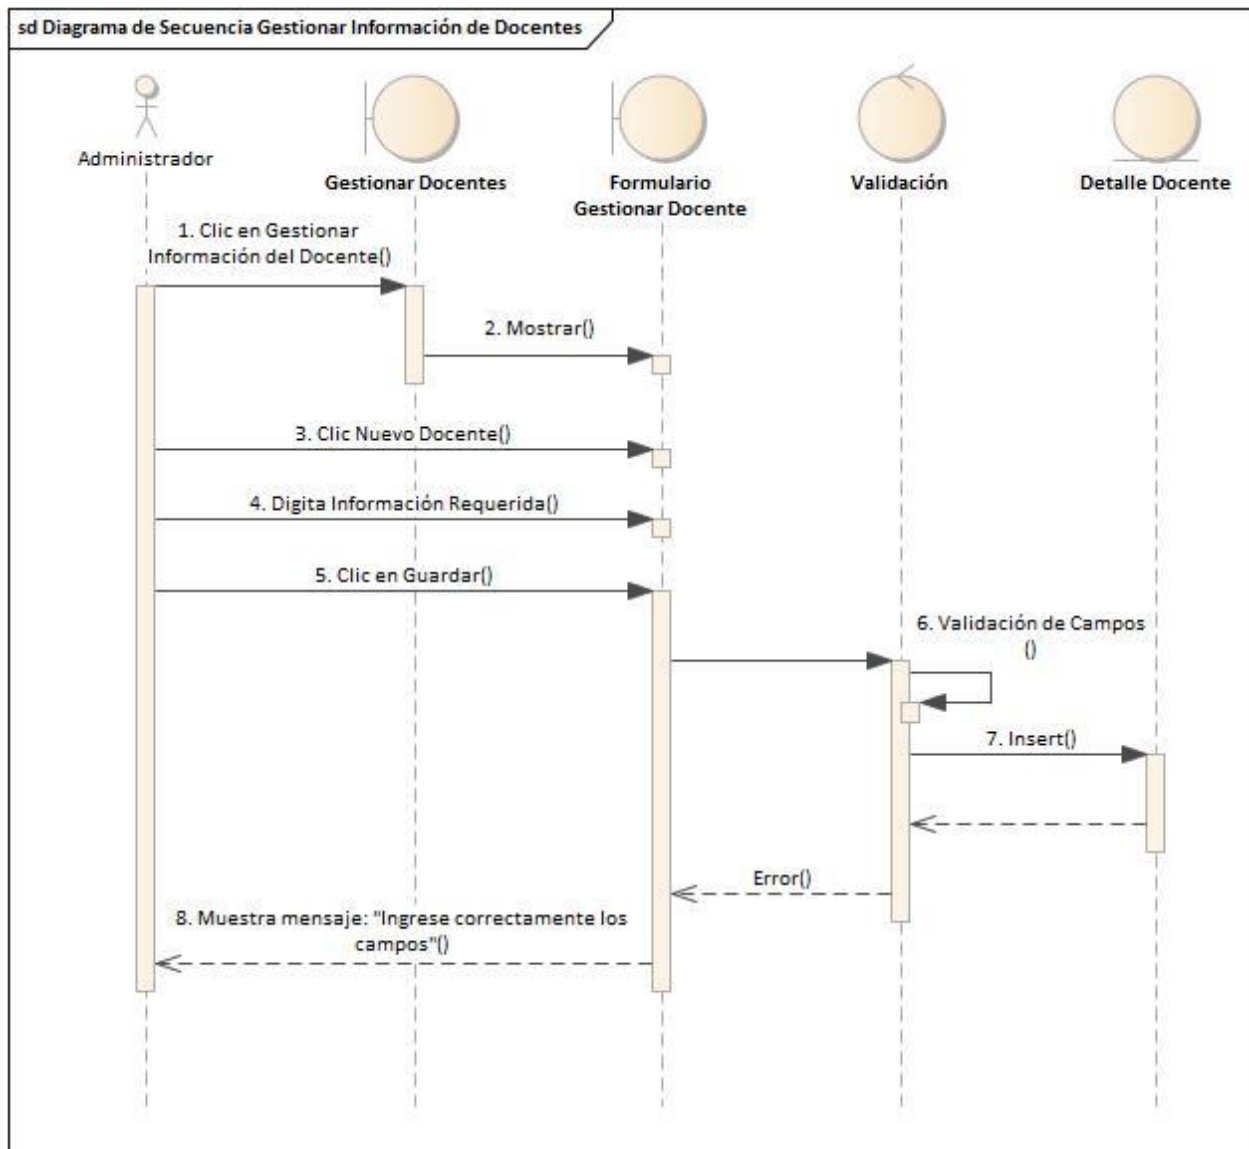 sd Diagrama de Secuencia Gestionar Información de Docentes
Administrador
Gestionar Docentes
Formulario
Gestionar Docente
Validación
Detalle Docente
1. Clic en Gestionar
Información del Docente()
2. Mostrar()
3. Clic Nuevo Docente()
4. Digita Información Requerida()
5. Clic en Guardar()
6. Validación de Campos
()
7. Insert()
Error()
8. Muestra mensaje: "Ingrese correctamente los
campos"()